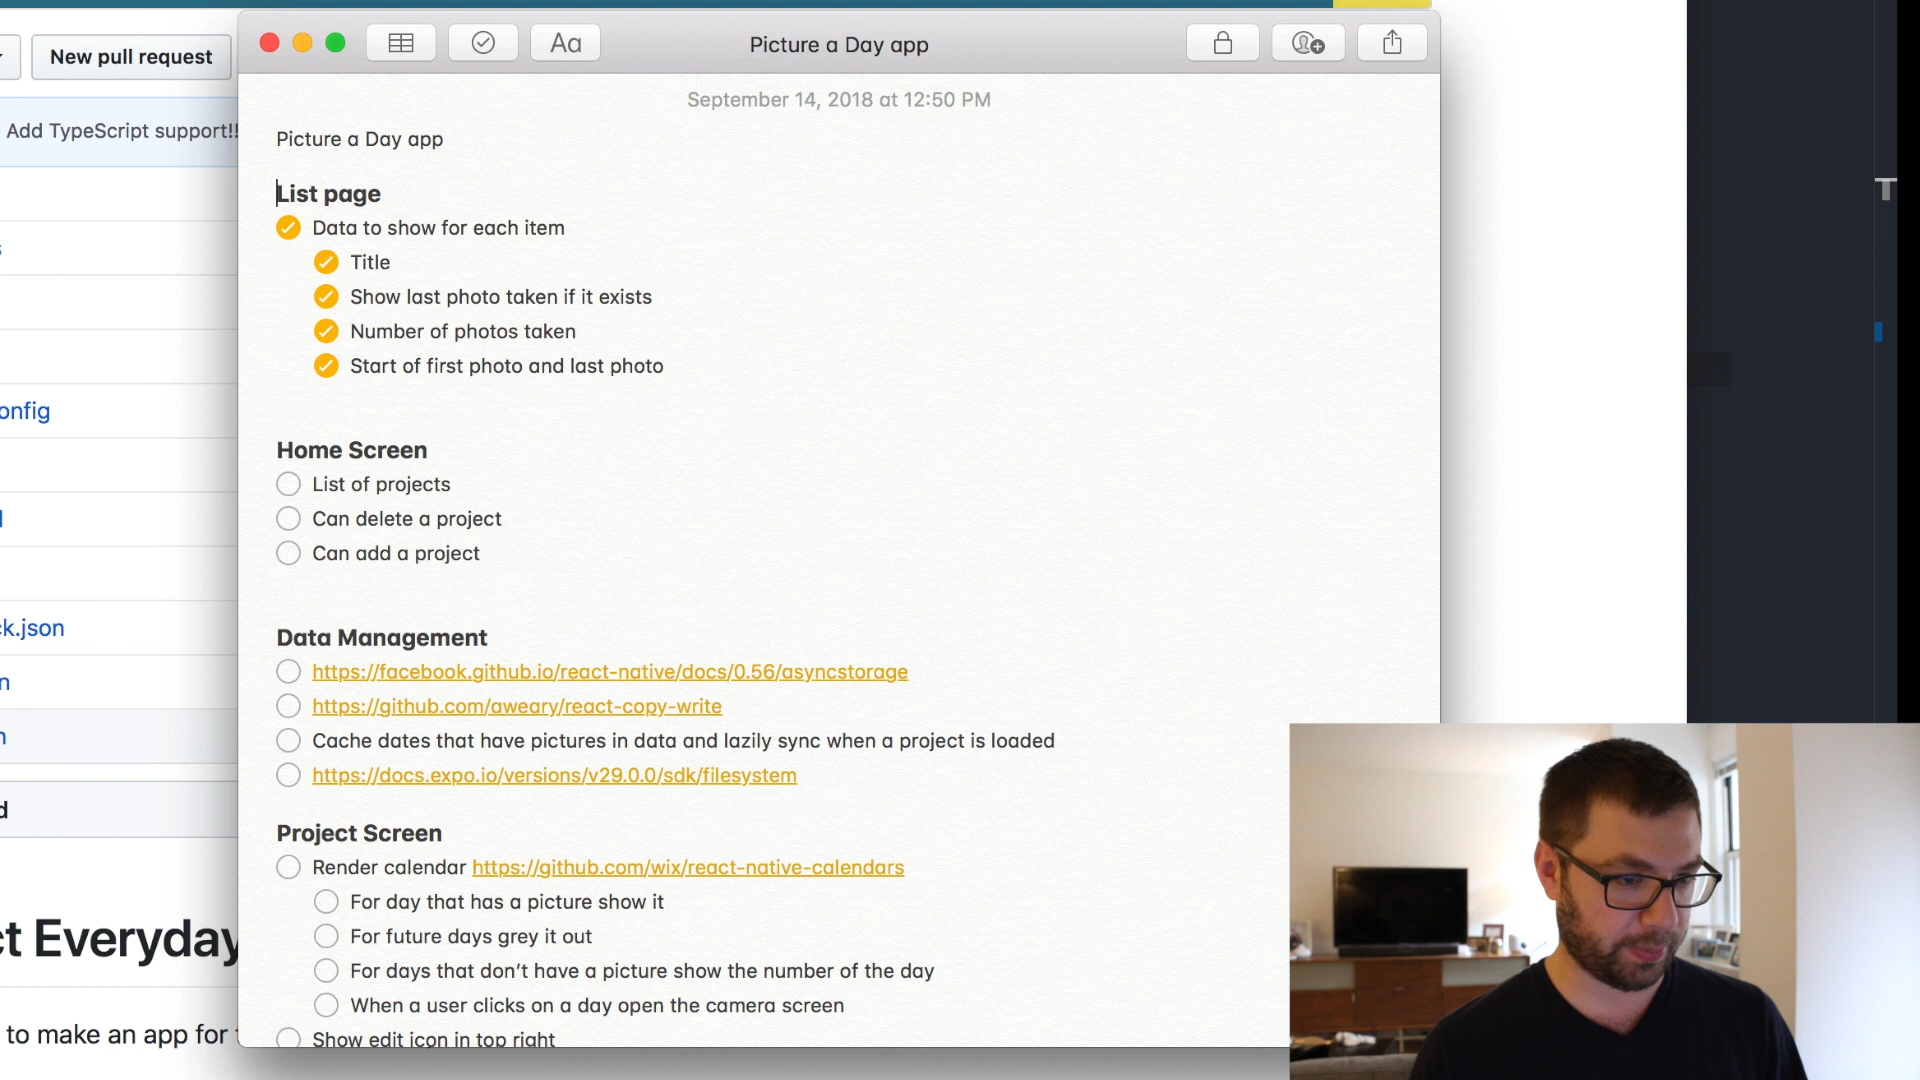 New pull request
Aa
Picture a Day app
September 14, 2018 at 12:50 PM
Add TypeScript support!!
Picture a Day app
List page
Data to show for each item
Title
Show last photo taken if it exists
Number of photos taken
Start of first photo and last photo
onfig
Home Screen
List of projects
Can delete a project
Can add a project
k.json
Data Management
https://facebook.github.io/react-native/docs/0.56/asyncstorage
https://github.com/aweary/react-copy-write
Cache dates that have pictures in data and lazily sync when a project is loaded
https://docs.expo.io/versions/v29.0.0/sdk/filesystem
Project Screen
Render calendar https://github.com/wix/react-native-calendars
For day that has a picture show it
For future days grey it out
ct Everyday
For days that don't have a picture show the number of the day
When a user clicks on a day open the camera screen
to make an app for
Show edit icon in top right